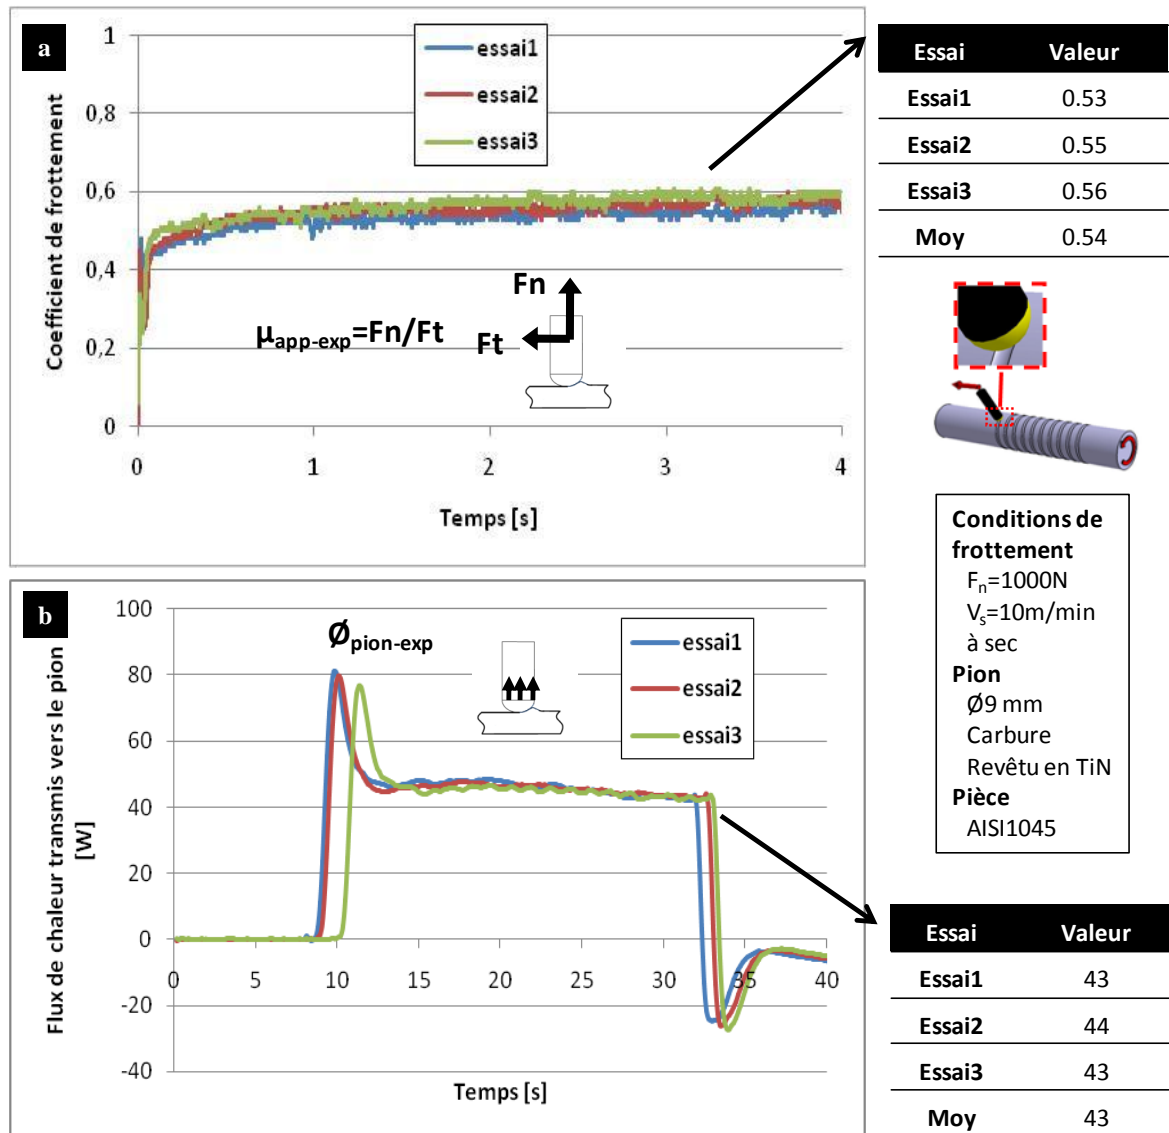 a
Coefficient de frottement
1
0,8
0,6
0,4
0,2
0
essai1
essai2
essai3
µapp-exp=Fn/Ft
Fn
Ft
0 1 2 3 4
Temps [s]
Essai Valeur
Essai1 0.53
Essai2 0.55
Essai3 0.56
Moy 0.54
Conditions de
frottement
Fn=1000N
Vs=10m/min
à sec
Pion
Ø9 mm
Carbure
Revêtu en TiN
Pièce
AISI1045
b
Flux de chaleur transmis vers le pion
[W]
100
80
60
40
20
0
-20
-40
Øpion-exp
essai1
essai2
essai3
0 5 10 15 20 25 30 35 40
Temps [s]
Essai Valeur
Essai1 43
Essai2 44
Essai3 43
Moy 43